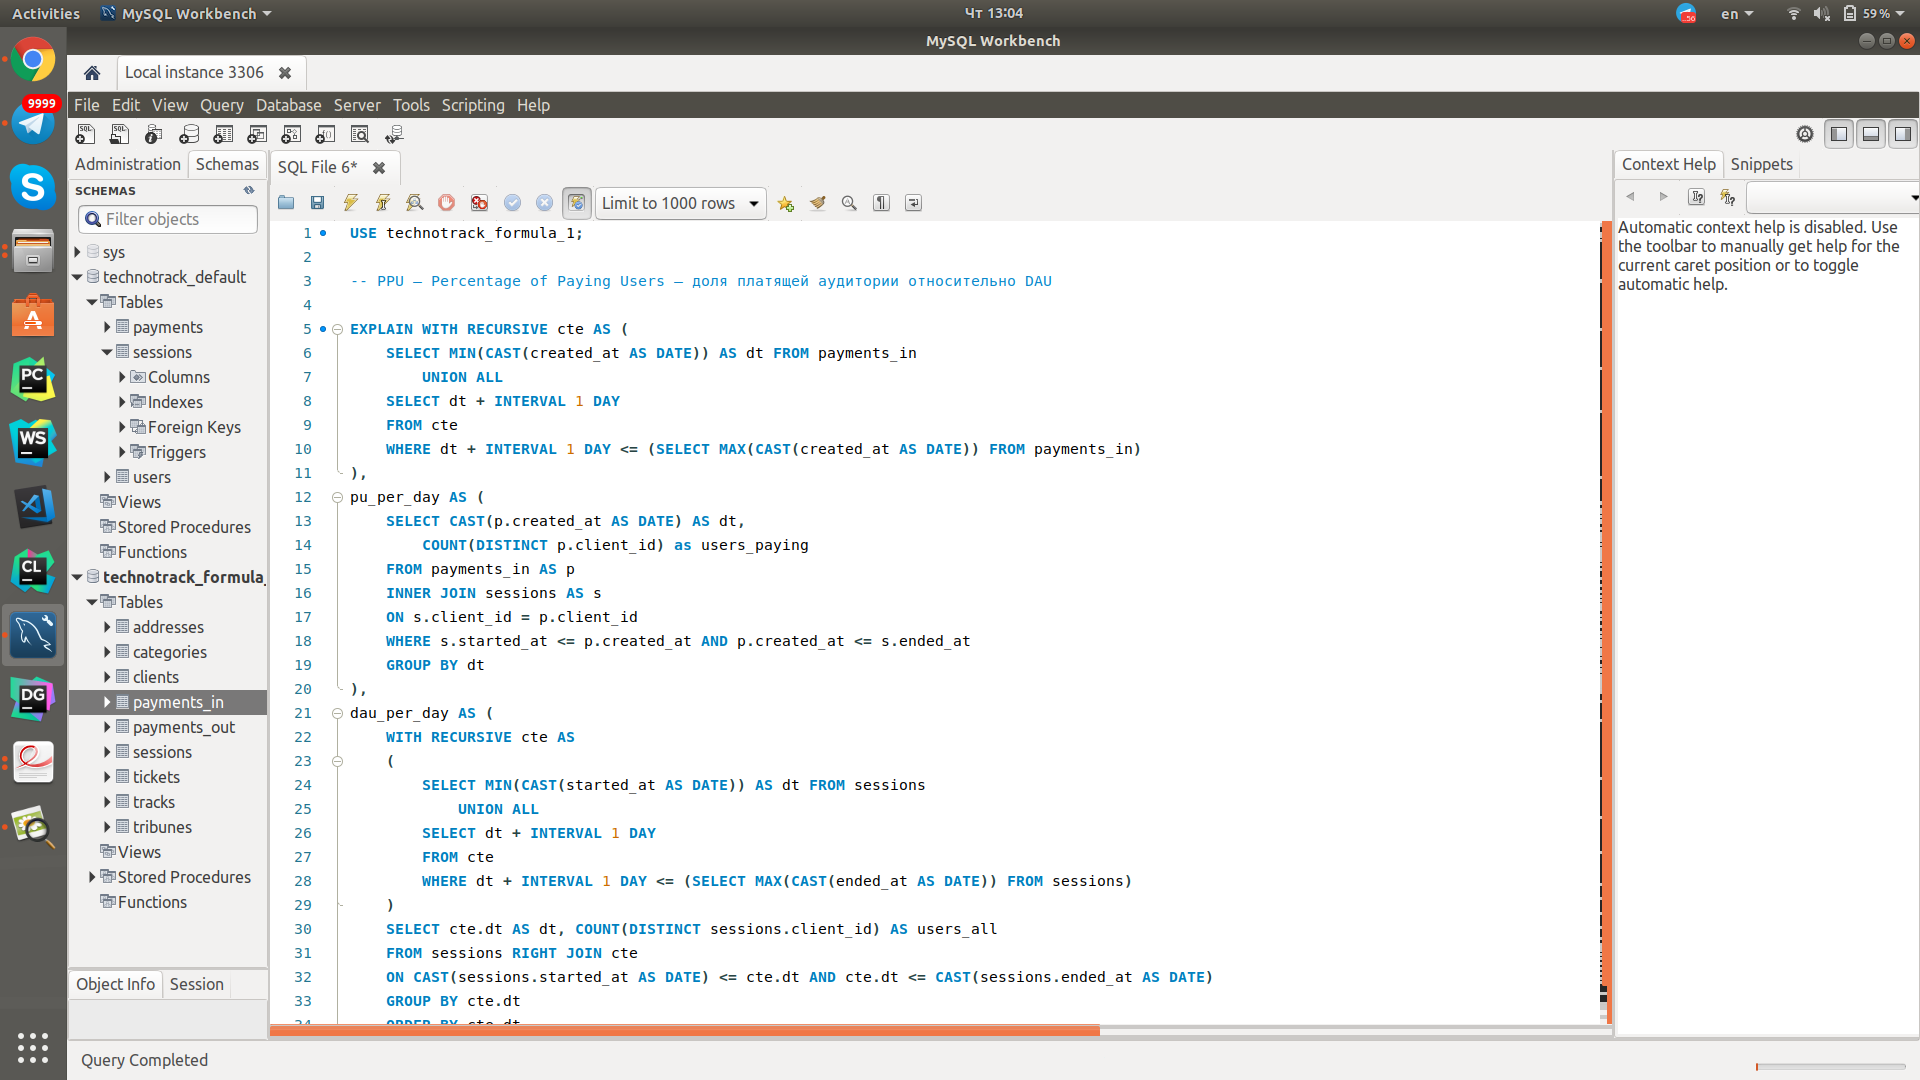 Activities MySQL Workbench Чт 13:04 56 en 59 %
MySQL Workbench
Local instance 3306
File Edit View Query Database Server Tools Scripting Help
Administration Schemas SQL File 6* Context Help Snippets
SCHEMAS
Filter objects
Limit to 1000 rows
sys
technotrack_default
Tables
payments
sessions
Columns
Indexes
Foreign Keys
Triggers
users
Views
Stored Procedures
Functions
technotrack_formula_
Tables
addresses
categories
clients
payments_in
payments_out
sessions
tickets
tracks
tribunes
Views
Stored Procedures
Functions
Object Info Session
Query Completed
1 USE technotrack_formula_1;
2
3 -- PPU – Percentage of Paying Users – доля платящей аудитории относительно DAU
4
5 EXPLAIN WITH RECURSIVE cte AS (
6 SELECT MIN(CAST(created_at AS DATE)) AS dt FROM payments_in
7 UNION ALL
8 SELECT dt + INTERVAL 1 DAY
9 FROM cte
10 WHERE dt + INTERVAL 1 DAY <= (SELECT MAX(CAST(created_at AS DATE)) FROM payments_in)
11 ),
12 pu_per_day AS (
13 SELECT CAST(p.created_at AS DATE) AS dt,
14 COUNT(DISTINCT p.client_id) as users_paying
15 FROM payments_in AS p
16 INNER JOIN sessions AS s
17 ON s.client_id = p.client_id
18 WHERE s.started_at <= p.created_at AND p.created_at <= s.ended_at
19 GROUP BY dt
20 ),
21 dau_per_day AS (
22 WITH RECURSIVE cte AS
23 (
24 SELECT MIN(CAST(started_at AS DATE)) AS dt FROM sessions
25 UNION ALL
26 SELECT dt + INTERVAL 1 DAY
27 FROM cte
28 WHERE dt + INTERVAL 1 DAY <= (SELECT MAX(CAST(ended_at AS DATE)) FROM sessions)
29 )
30 SELECT cte.dt AS dt, COUNT(DISTINCT sessions.client_id) AS users_all
31 FROM sessions RIGHT JOIN cte
32 ON CAST(sessions.started_at AS DATE) <= cte.dt AND cte.dt <= CAST(sessions.ended_at AS DATE)
33 GROUP BY cte.dt
34 ORDER BY cte.dt
Automatic context help is disabled. Use
the toolbar to manually get help for the
current caret position or to toggle
automatic help.
9999
S
A
PC
WS
CL
DG